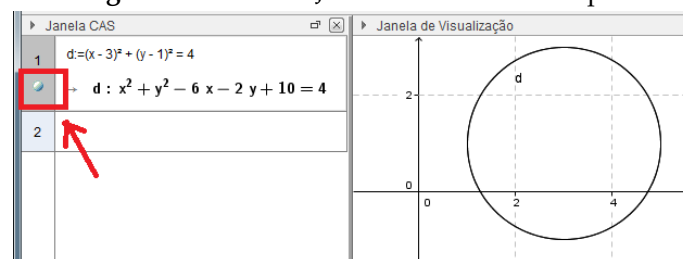 Janela CAS
1
d:=(x - 3)² + (y - 1)² = 4
→ d : x² + y² − 6 x − 2 y + 10 = 4
2
Janela de Visualização
d
2
0
0
2
4